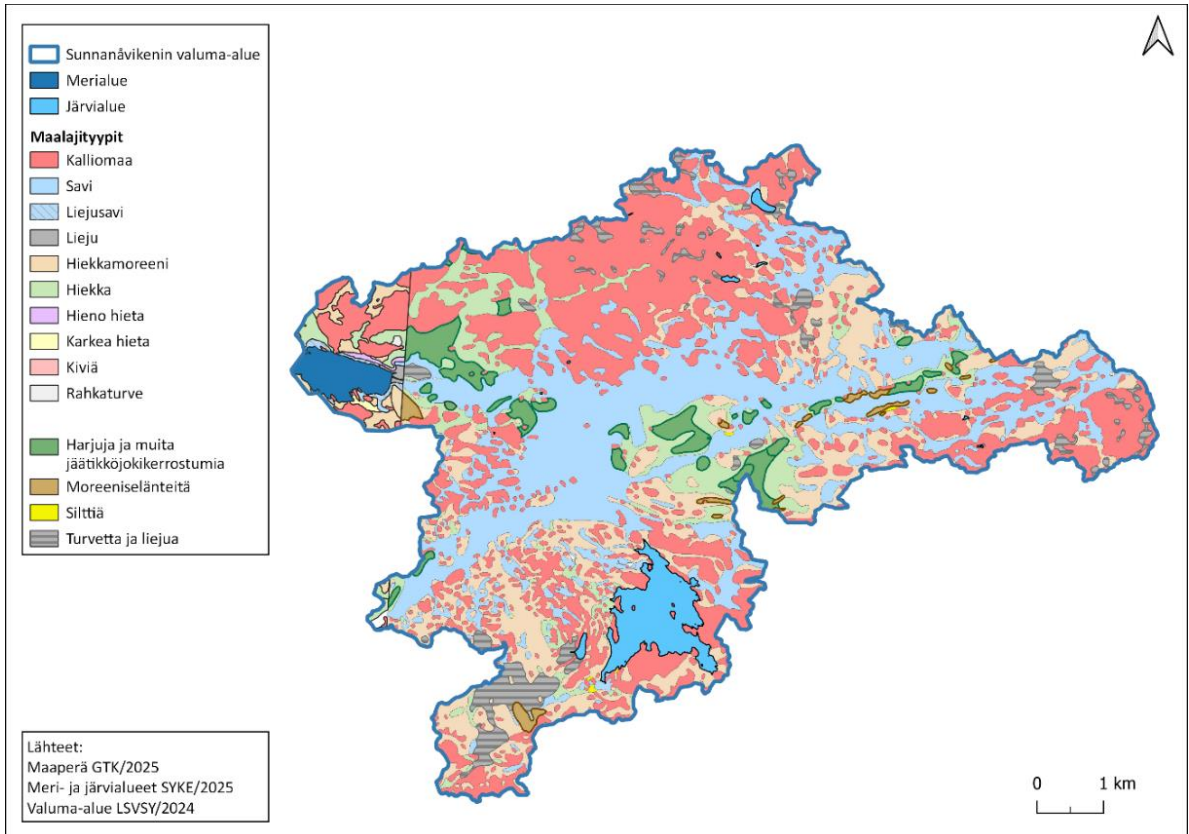 Sunnanåvikenin valuma-alue
Merialue
Järvialue
Maalajityypit
Kalliomaa
Savi
Liejusavi
Lieju
Hiekkamoreeni
Hiekka
Hieno hieta
Karkea hieta
Kiviä
Rahkaturve
Harjuja ja muita
jäätikköjokikerrostumia
Moreeniselänteitä
Silttiä
Turvetta ja liejua
Lähteet:
Maaperä GTK/2025
Meri- ja järvialueet SYKE/2025
Valuma-alue LSVSY/2024
0 1 km